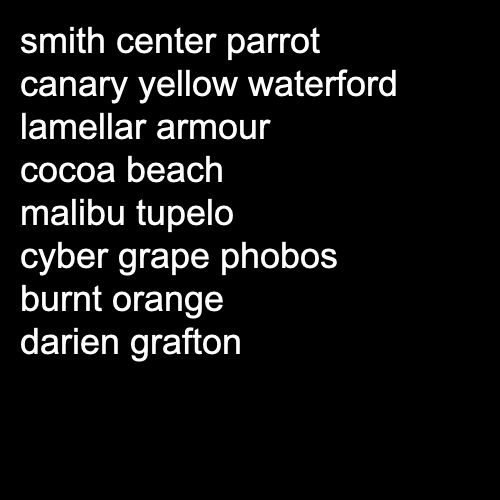 smith center parrot
canary yellow waterford
lamellar armour
cocoa beach
malibu tupelo
cyber grape phobos
burnt orange
darien grafton